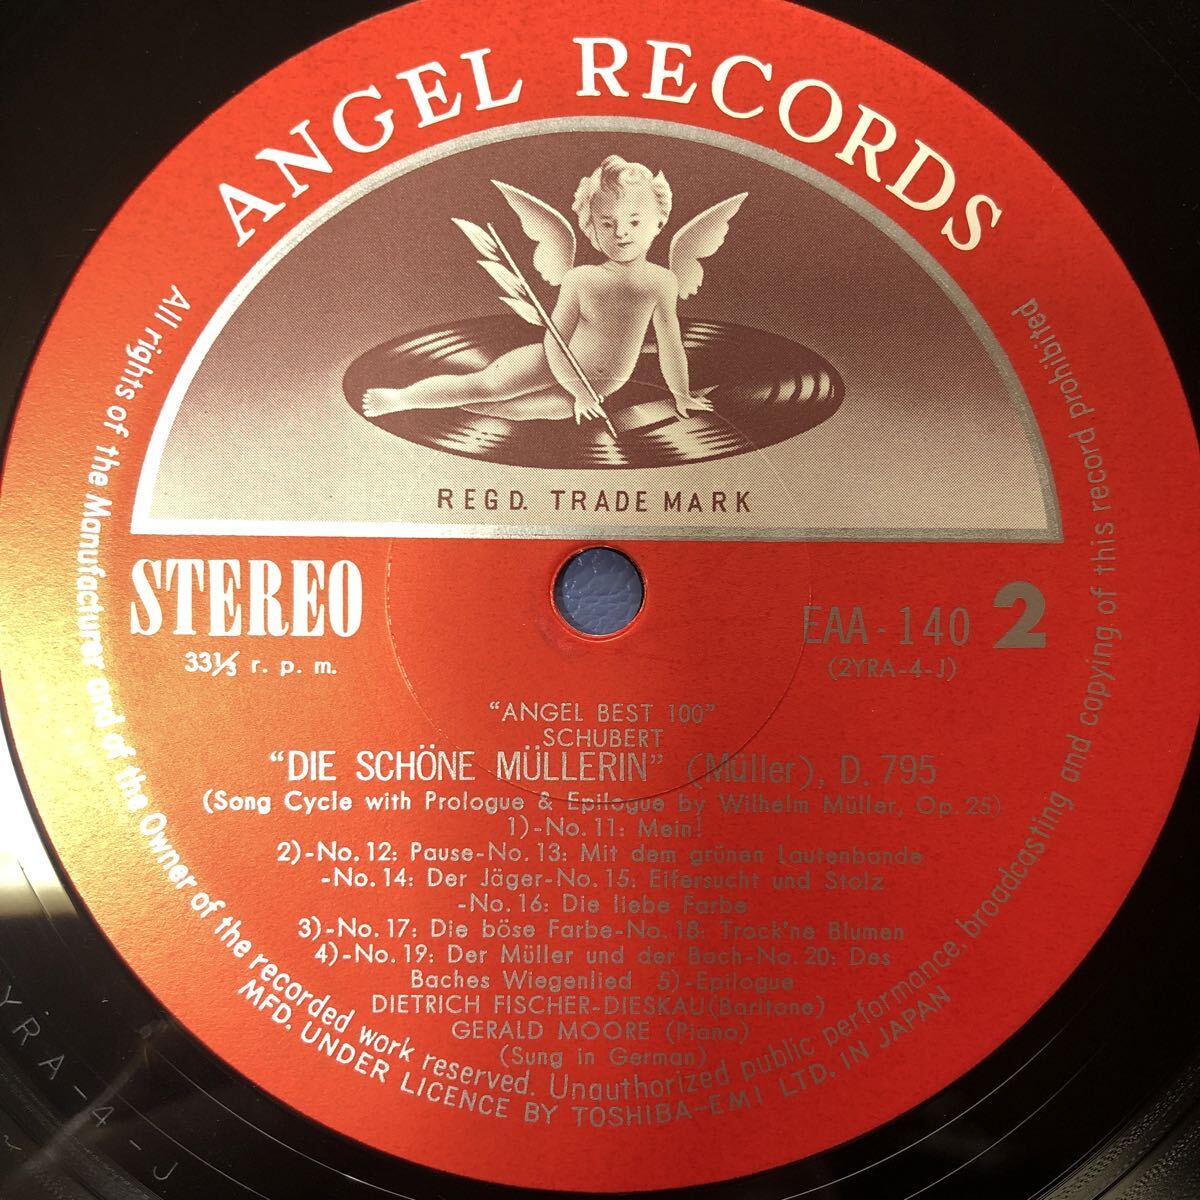 ANGEL RECORDS
REGD. TRADE MARK
STEREO
33⅓ r. p. m.
EAA - 140 2
(2YRA-4-J)
"ANGEL BEST 100"
SCHUBERT
"DIE SCHÖNE MÜLLERIN" (Müller), D. 795
(Song Cycle with Prologue & Epilogue by Wilhelm Müller, Op. 25)
1)-No. 11: Mein!
2)-No. 12: Pause-No. 13: Mit dem grünen Lautenbande
-No. 14: Der Jäger-No. 15: Eifersucht und Stolz
-No. 16: Die liebe Farbe
3)-No. 17: Die böse Farbe-No. 18: Trock'ne Blumen
4)-No. 19: Der Müller und der Bach-No. 20: Des
Baches Wiegenlied 5)-Epilogue
DIETRICH FISCHER-DIESKAU (Baritone)
GERALD MOORE (Piano)
(Sung in German)
All rights of the Manufacturer and of the Owner of the recorded work reserved. Unauthorized public performance, broadcasting and copying of this record prohibited
MFD. UNDER LICENCE BY TOSHIBA-EMI LTD. IN JAPAN
YRA-4-J